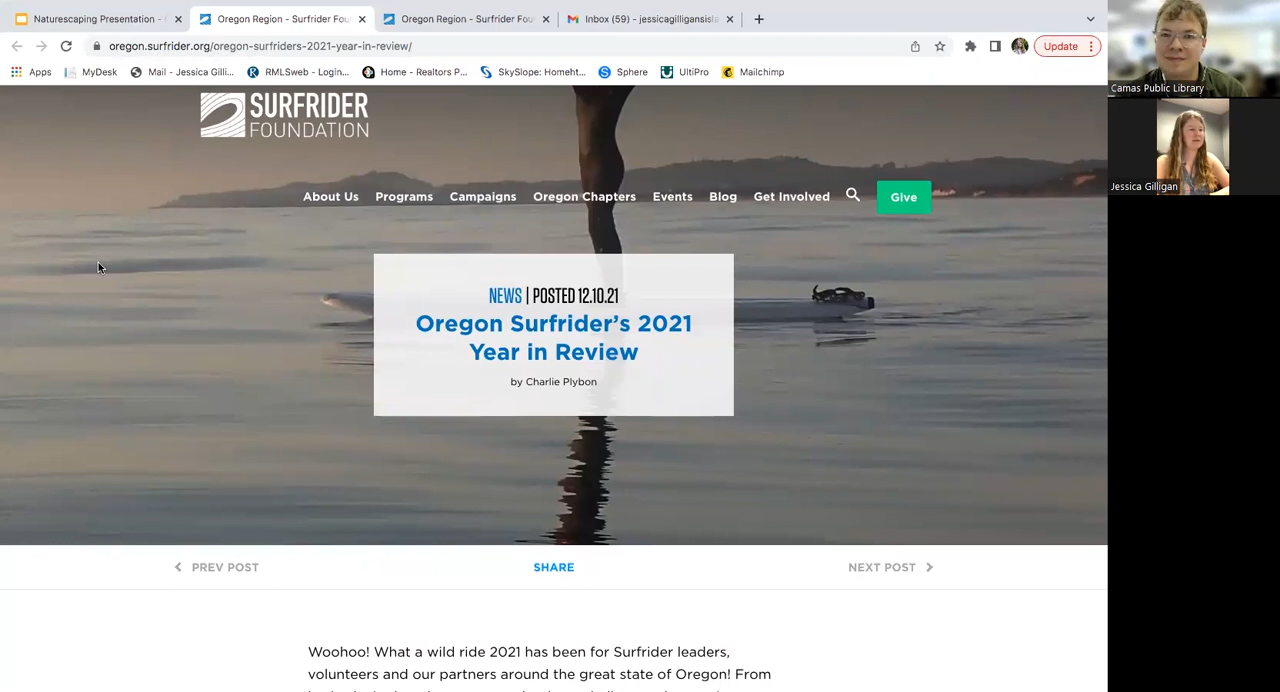 Naturescaping Presentation -
Oregon Region - Surfrider Fou
Oregon Region - Surfrider Fou
Inbox (59) - jessicagilligansisla
oregon.surfrider.org/oregon-surfriders-2021-year-in-review/
Update
Apps
MyDesk
Mail - Jessica Gilli...
RMLSweb - Login...
Home - Realtors P...
SkySlope: Homeht...
Sphere
UltiPro
Mailchimp
SURFRIDER
FOUNDATION
About Us
Programs
Campaigns
Oregon Chapters
Events
Blog
Get Involved
Give
NEWS | POSTED 12.10.21
Oregon Surfrider's 2021
Year in Review
by Charlie Plybon
PREV POST
SHARE
NEXT POST
Woohoo! What a wild ride 2021 has been for Surfrider leaders,
volunteers and our partners around the great state of Oregon! From
Camas Public Library
Jessica Gilligan